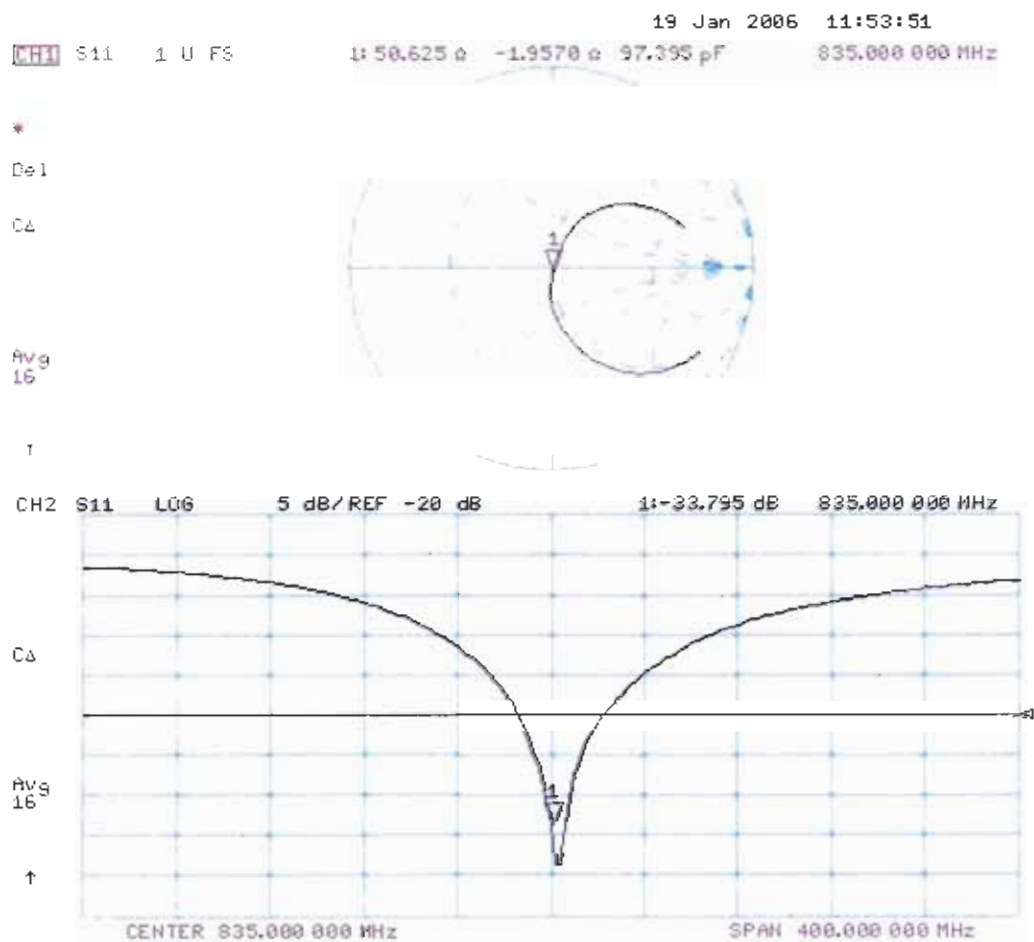 19 Jan 2006 11:53:51
CH1 S11 1 U FS 1: 50.625 Ω -1.9570 Ω 97.395 pF 835.000 000 MHz
*
Del
CΔ
1
Avg
16
↑
CH2 S11 LOG 5 dB/REF -20 dB 1:-33.795 dB 835.000 000 MHz
CΔ
1
Avg
16
↑
CENTER 835.000 000 MHz SPAN 400.000 000 MHz